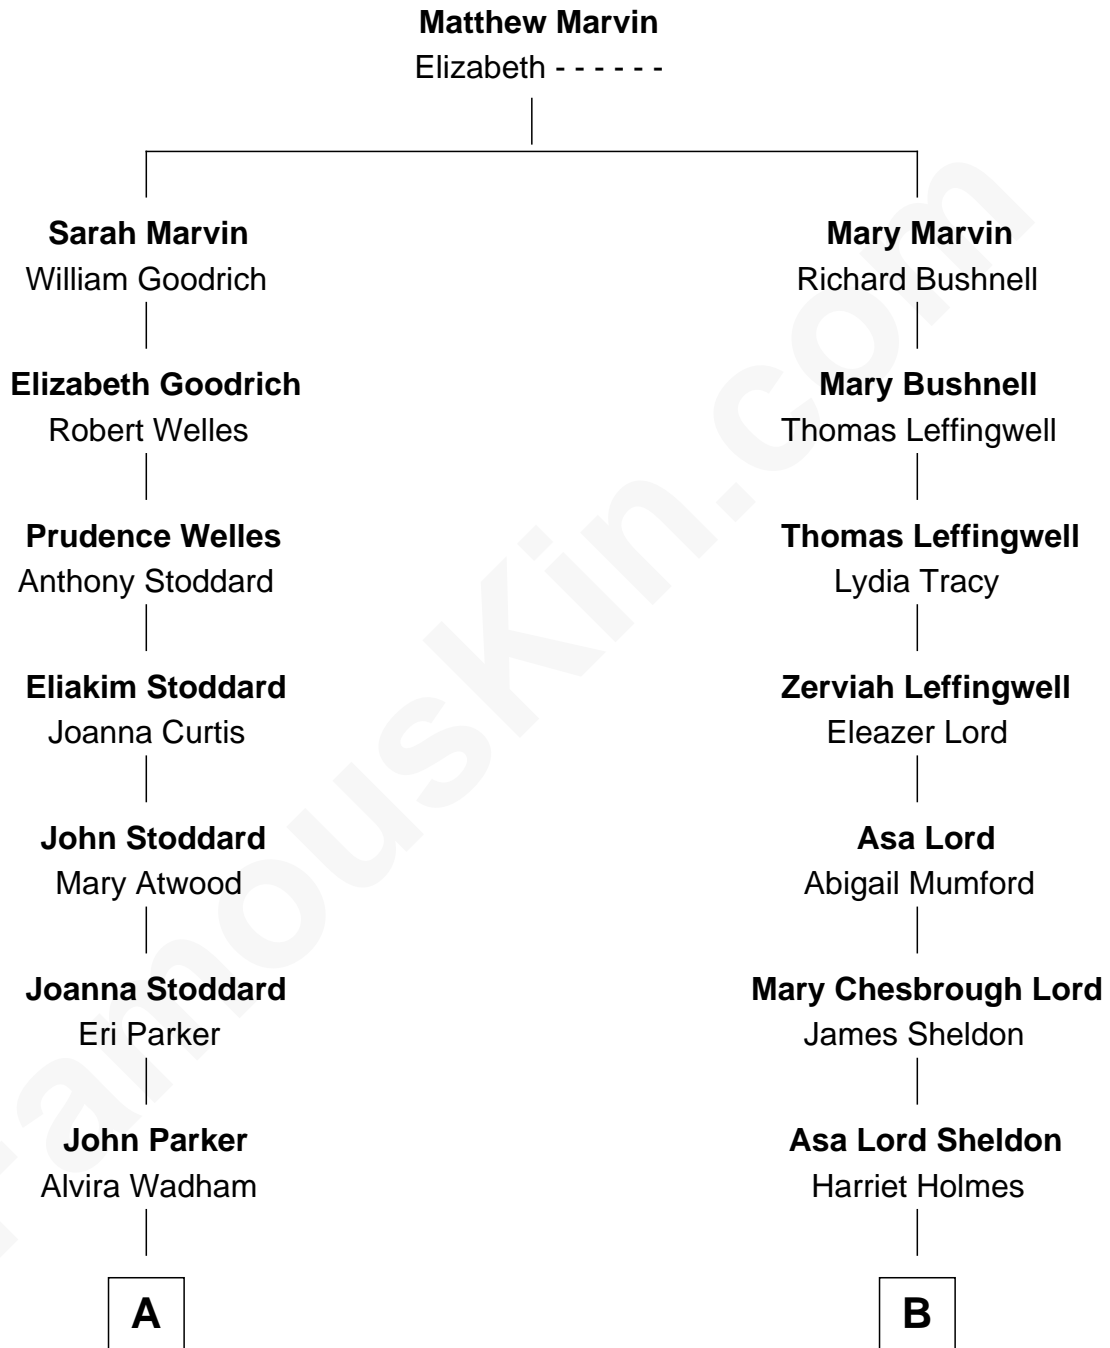 Matthew Marvin
Elizabeth - - - - - -
Sarah Marvin
William Goodrich
Elizabeth Goodrich
Robert Welles
Prudence Welles
Anthony Stoddard
Eliakim Stoddard
Joanna Curtis
John Stoddard
Mary Atwood
Joanna Stoddard
Eri Parker
John Parker
Alvira Wadham
A
Mary Marvin
Richard Bushnell
Mary Bushnell
Thomas Leffingwell
Thomas Leffingwell
Lydia Tracy
Zerviah Leffingwell
Eleazer Lord
Asa Lord
Abigail Mumford
Mary Chesbrough Lord
James Sheldon
Asa Lord Sheldon
Harriet Holmes
B
FamousKin.com